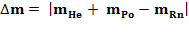 Δm = |m_He + m_Po − m_Rn|